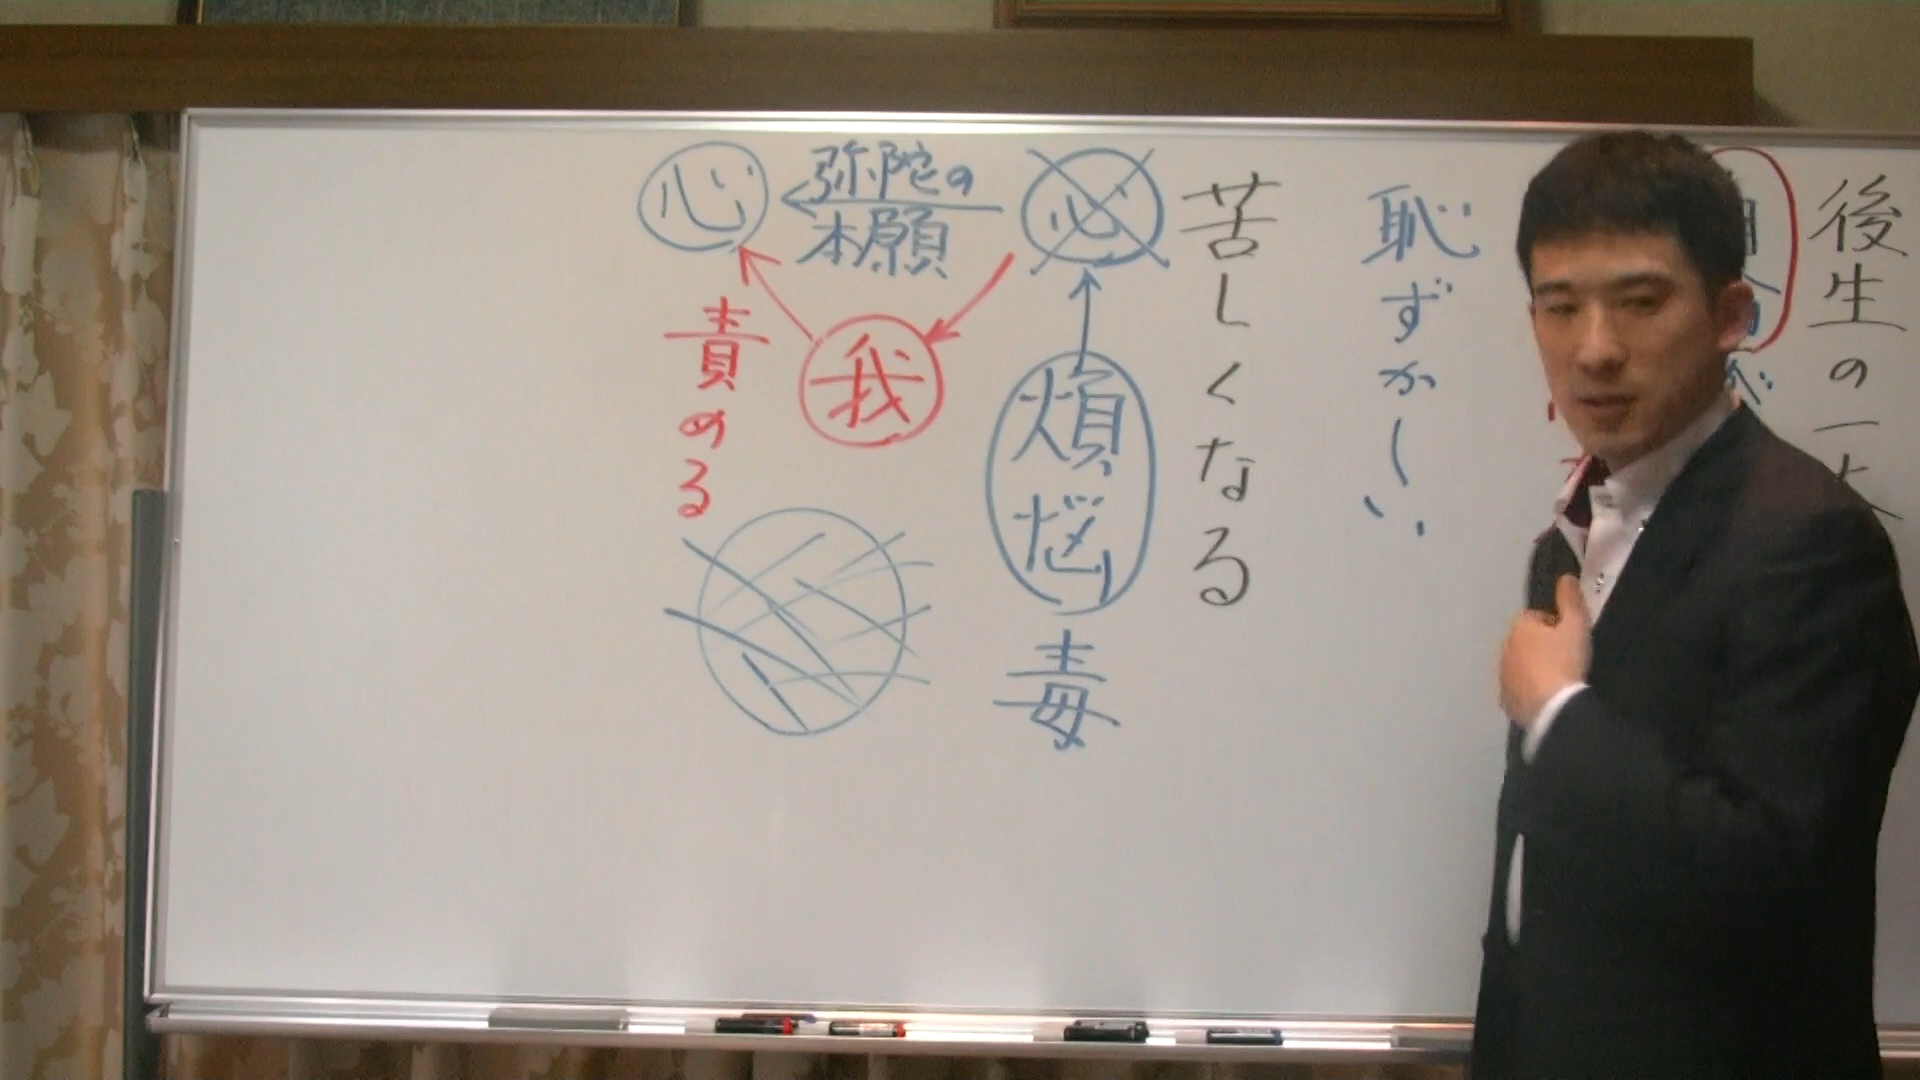 後生の一大
恥ずかしい
苦しくなる
心
煩悩
毒
弥陀の
本願
我
心
責める